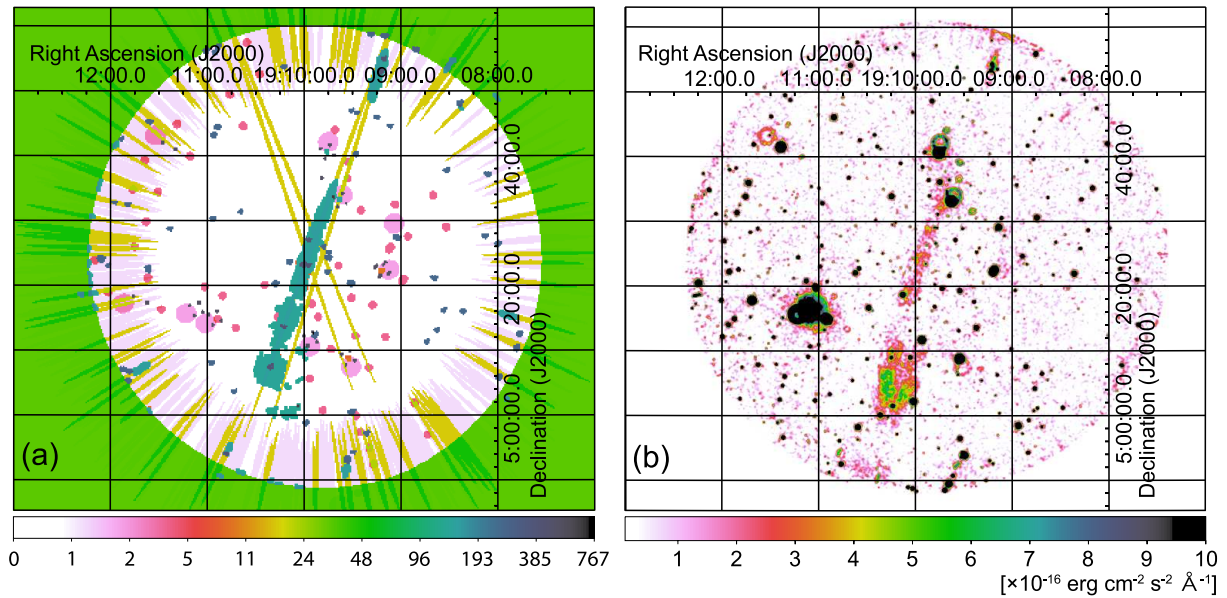 Right Ascension (J2000)
12:00.0 11:00.0 19:10:00.0 09:00.0 08:00.0
40:00.0
20:00.0
5:00:00.0
Declination (J2000)
(a)
0 1 2 5 11 24 48 96 193 385 767
Right Ascension (J2000)
12:00.0 11:00.0 19:10:00.0 09:00.0 08:00.0
40:00.0
20:00.0
5:00:00.0
Declination (J2000)
(b)
1 2 3 4 5 6 7 8 9 10
[×10⁻¹⁶ erg cm⁻² s⁻² Å⁻¹]